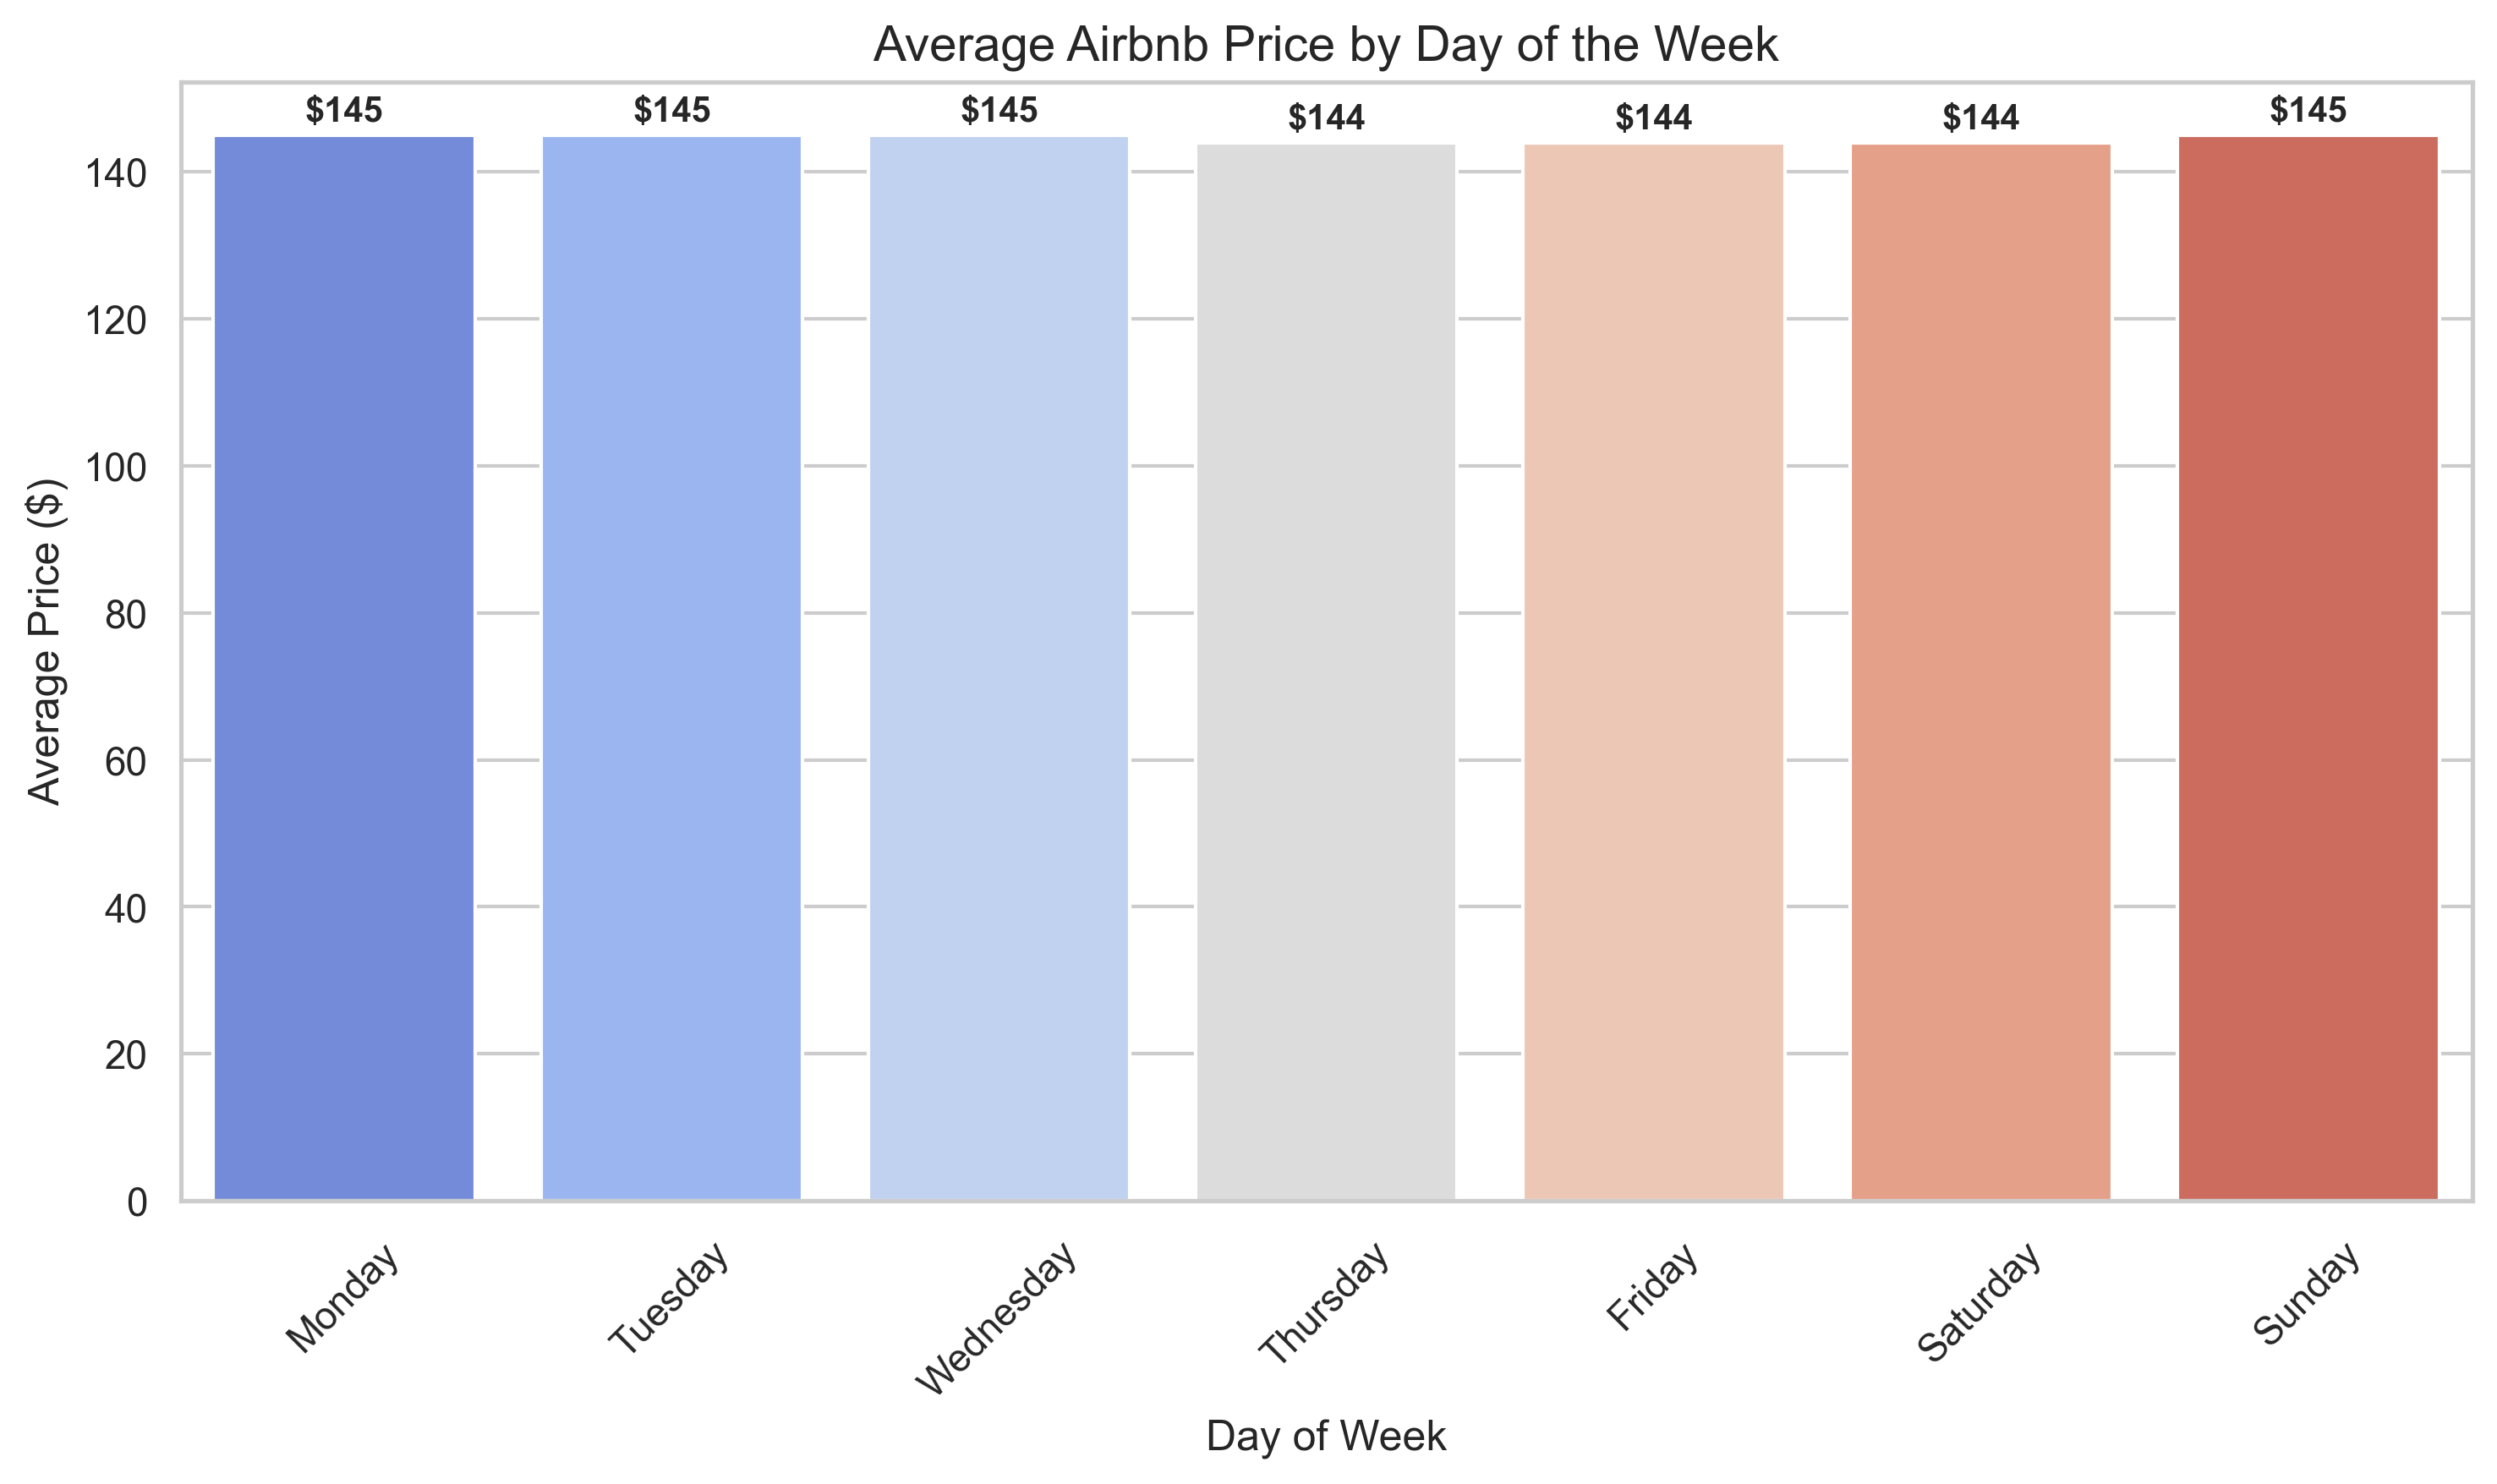 Average Airbnb Price by Day of the Week
$145
$145
$145
$144
$144
$144
$145
140
120
100
80
60
40
20
0
Average Price ($)
Monday
Tuesday
Wednesday
Thursday
Friday
Saturday
Sunday
Day of Week